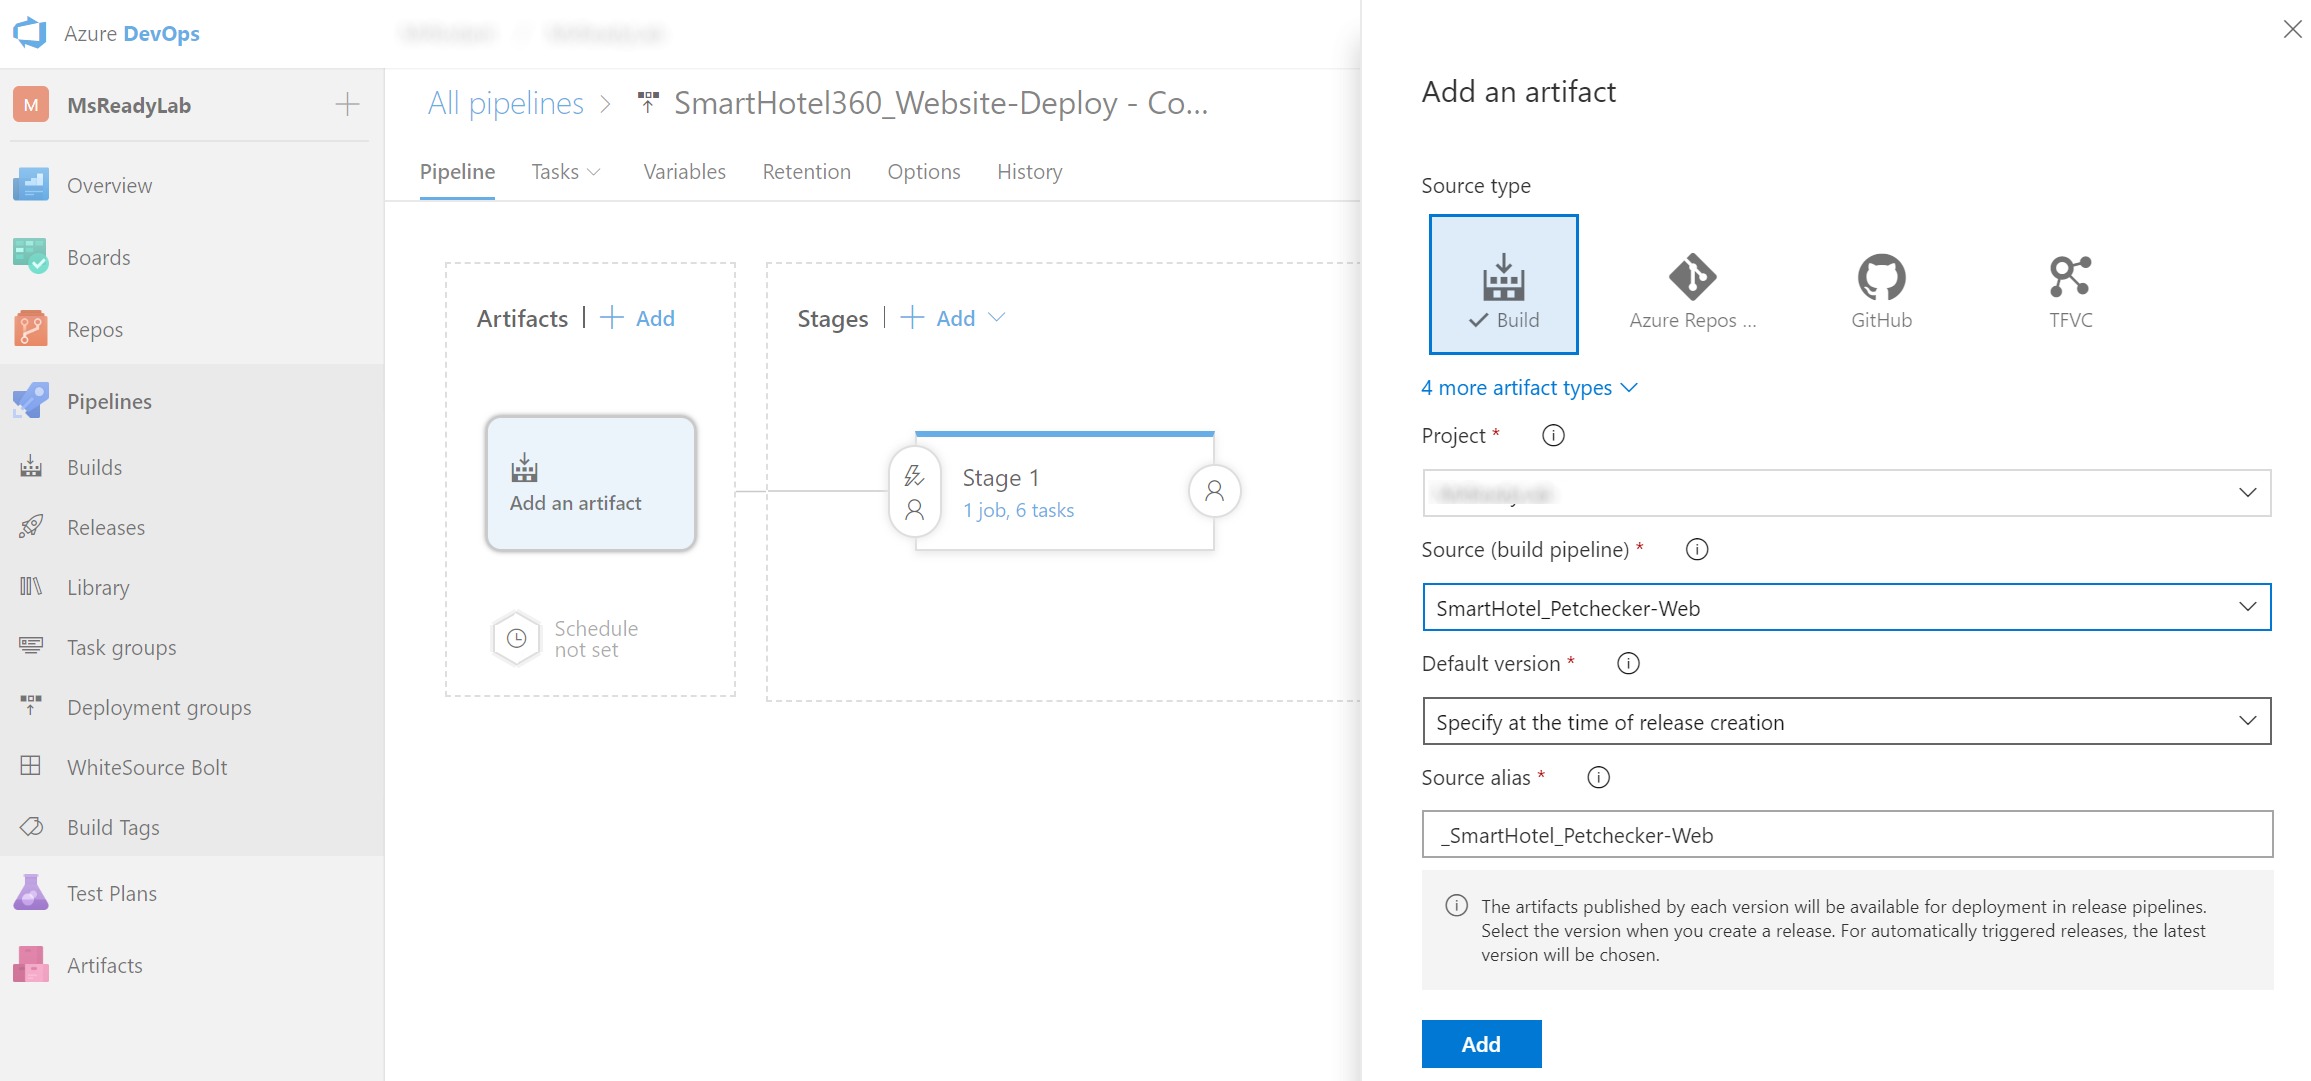 Azure DevOps
M MsReadyLab
Overview
Boards
Repos
Pipelines
Builds
Releases
Library
Task groups
Deployment groups
WhiteSource Bolt
Build Tags
Test Plans
Artifacts
All pipelines > SmartHotel360_Website-Deploy - Co...
Pipeline Tasks Variables Retention Options History
Artifacts | + Add
Add an artifact
Schedule
not set
Stages | + Add
Stage 1
1 job, 6 tasks
Add an artifact
Source type
Build
Azure Repos ...
GitHub
TFVC
4 more artifact types
Project *
Source (build pipeline) *
SmartHotel_Petchecker-Web
Default version *
Specify at the time of release creation
Source alias *
_SmartHotel_Petchecker-Web
The artifacts published by each version will be available for deployment in release pipelines.
Select the version when you create a release. For automatically triggered releases, the latest
version will be chosen.
Add